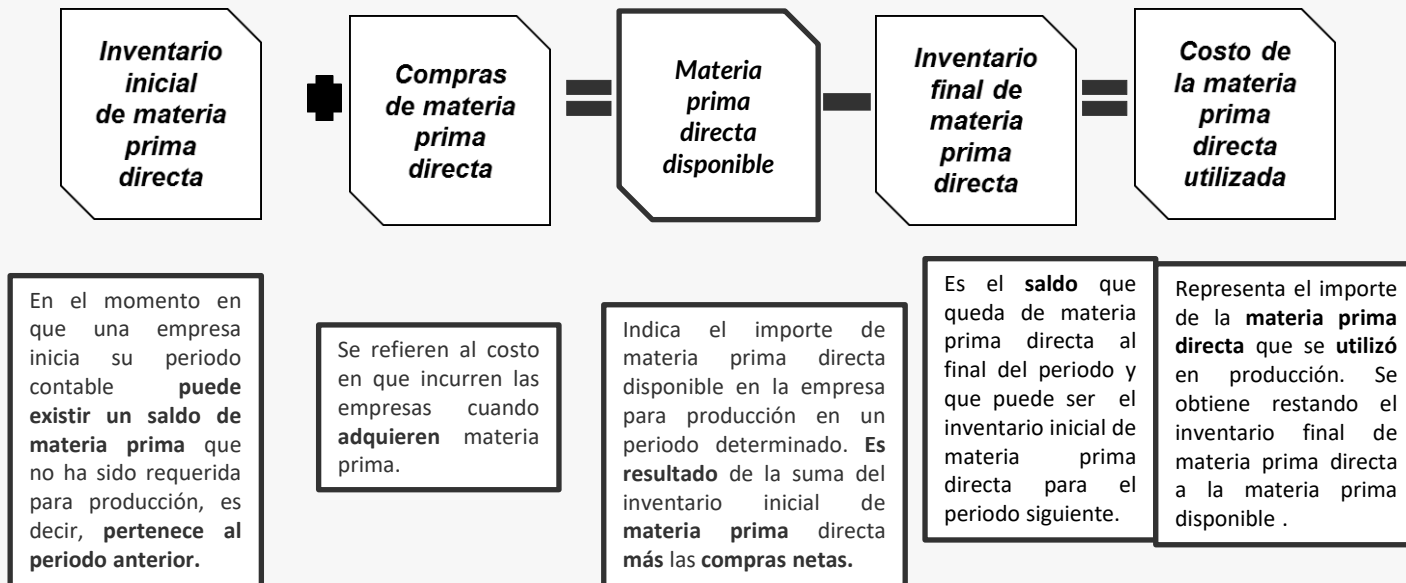 Inventario
inicial
de materia
prima
directa
Compras
de materia
prima
directa
Materia
prima
directa
disponible
Inventario
final de
materia
prima
directa
Costo de
la materia
prima
directa
utilizada
En el momento en
que una empresa
inicia su periodo
contable puede
existir un saldo de
materia prima que
no ha sido requerida
para producción, es
decir, pertenece al
periodo anterior.
Se refieren al costo
en que incurren las
empresas cuando
adquieren materia
prima.
Indica el importe de
materia prima directa
disponible en la empresa
para producción en un
periodo determinado. Es
resultado de la suma del
inventario inicial de
materia prima directa
más las compras netas.
Es el saldo que
queda de materia
prima directa al
final del periodo y
que puede ser el
inventario inicial de
materia prima
directa para el
periodo siguiente.
Representa el importe
de la materia prima
directa que se utilizó
en producción. Se
obtiene restando el
inventario final de
materia prima directa
a la materia prima
disponible .